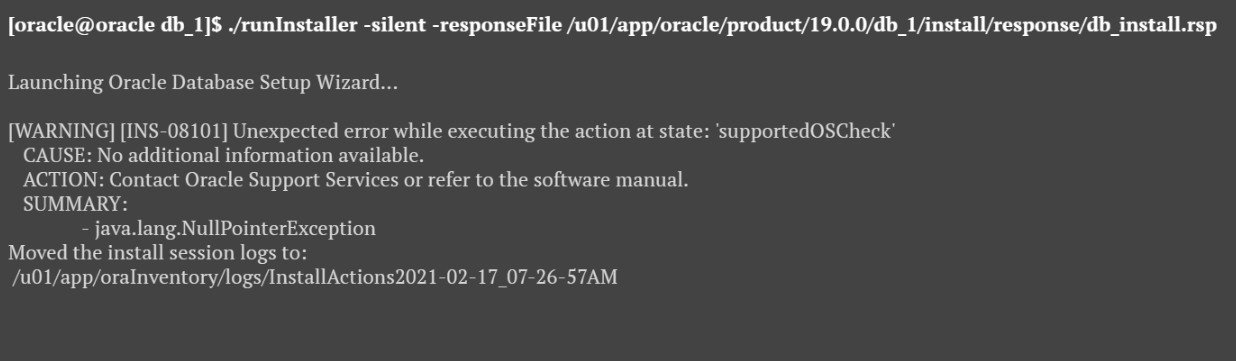 [oracle@oracle db_1]$ ./runInstaller -silent -responseFile /u01/app/oracle/product/19.0.0/db_1/install/response/db_install.rsp
Launching Oracle Database Setup Wizard...
[WARNING] [INS-08101] Unexpected error while executing the action at state: 'supportedOSCheck'
CAUSE: No additional information available.
ACTION: Contact Oracle Support Services or refer to the software manual.
SUMMARY:
- java.lang.NullPointerException
Moved the install session logs to:
/u01/app/oraInventory/logs/InstallActions2021-02-17_07-26-57AM